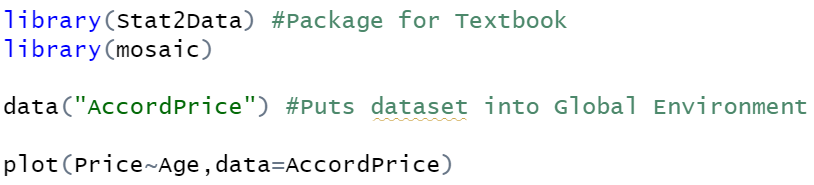 library(Stat2Data) #Package for Textbook
library(mosaic)
data("AccordPrice") #Puts dataset into Global Environment
plot(Price~Age,data=AccordPrice)